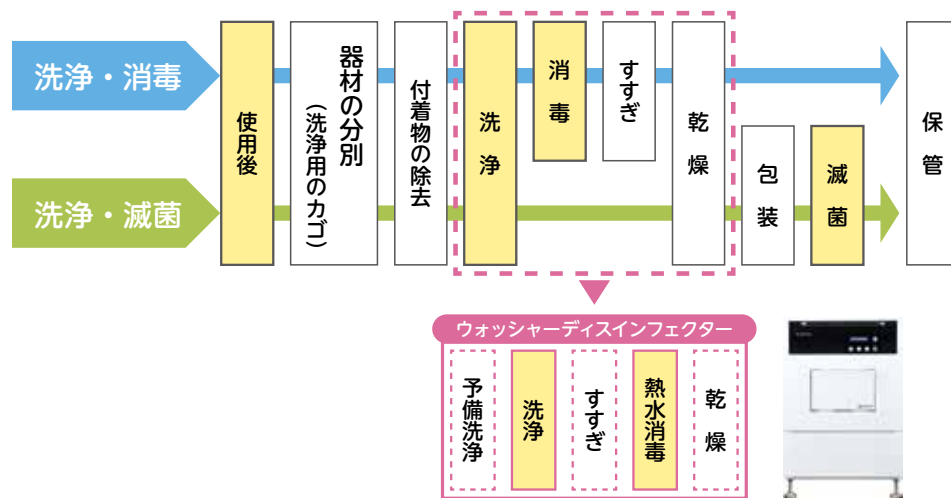 洗浄・消毒
洗浄・滅菌
使用後
器材の分別
(洗浄用のカゴ)
付着物の除去
洗浄
消毒
すすぎ
乾燥
包装
滅菌
保管
ウォッシャーディスインフェクター
予備洗浄
洗浄
すすぎ
熱水消毒
乾燥